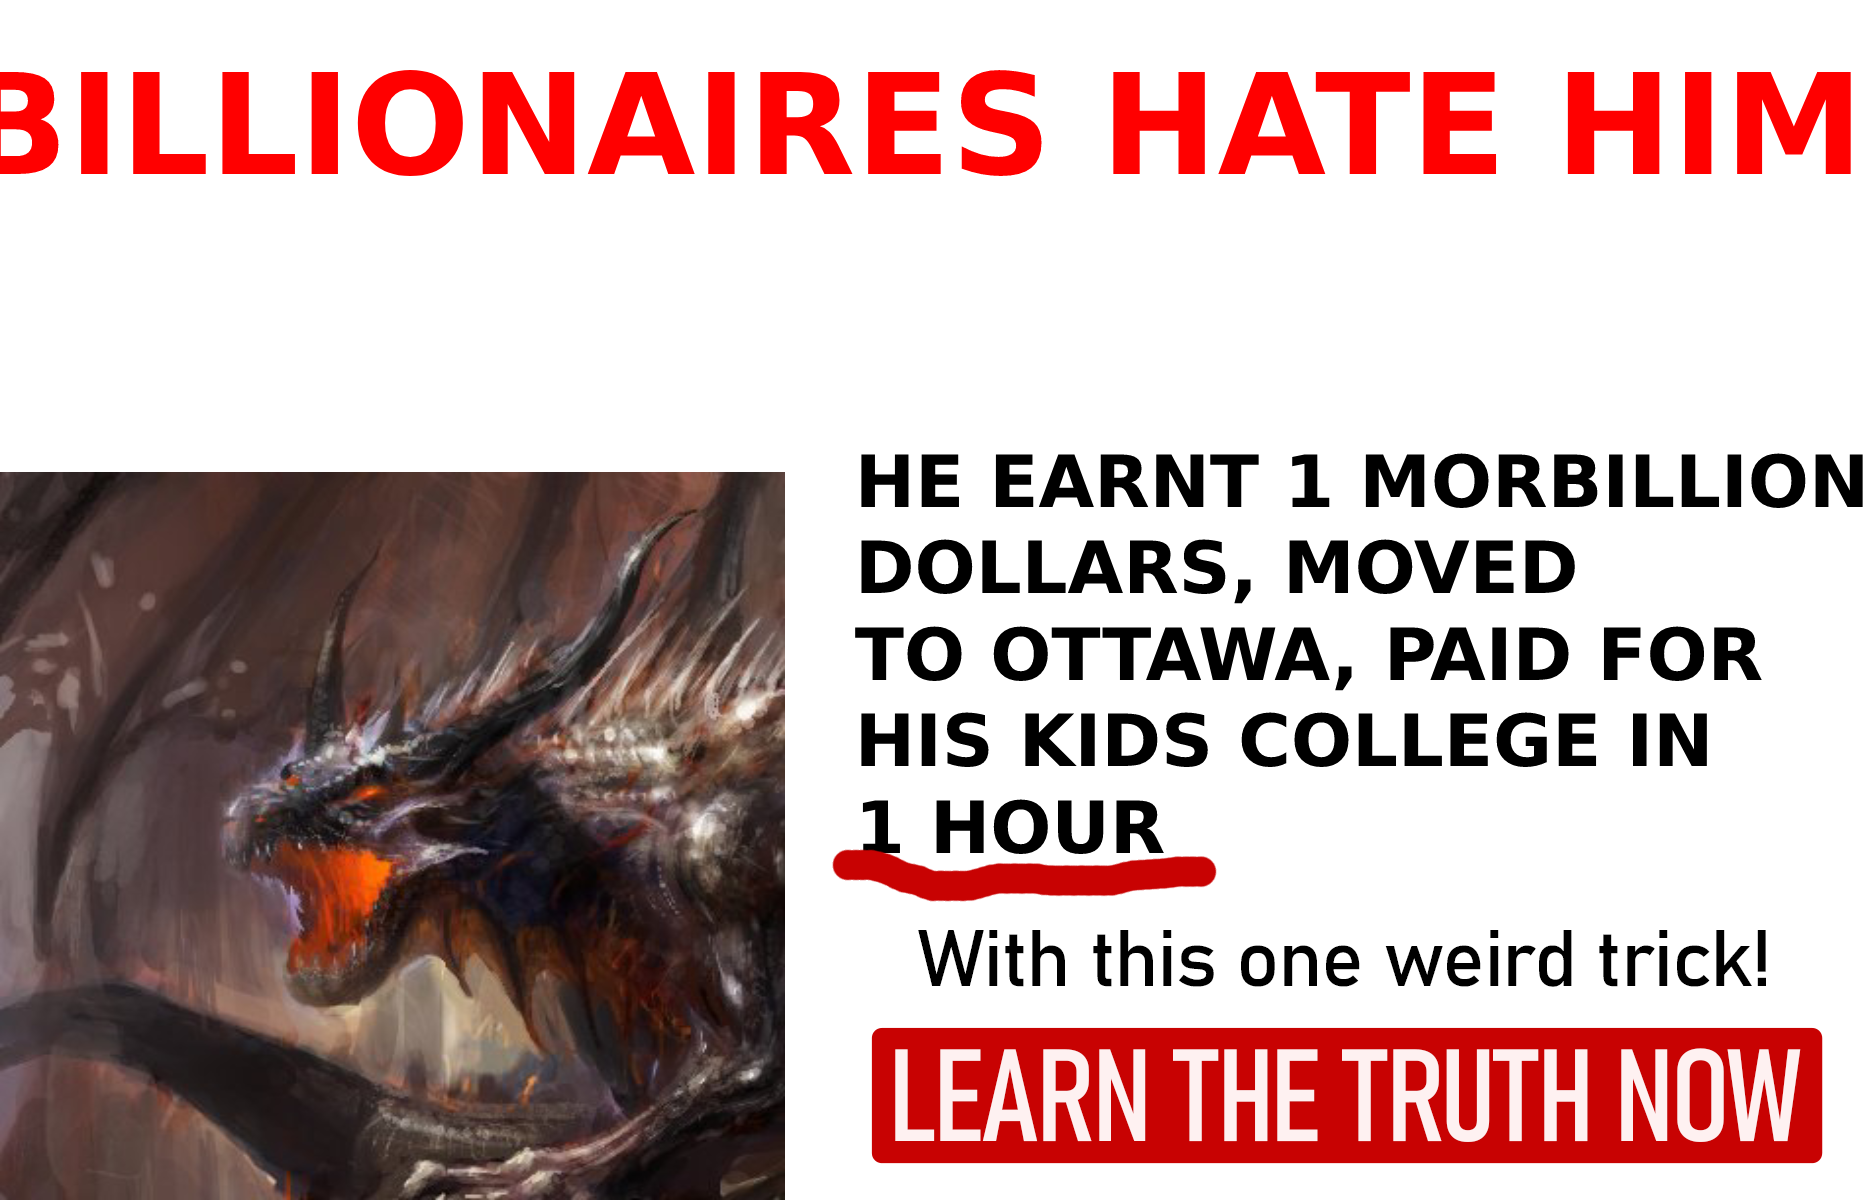 BILLIONAIRES HATE HIM
HE EARNT 1 MORBILLION
DOLLARS, MOVED
TO OTTAWA, PAID FOR
HIS KIDS COLLEGE IN
1 HOUR
With this one weird trick!
LEARN THE TRUTH NOW